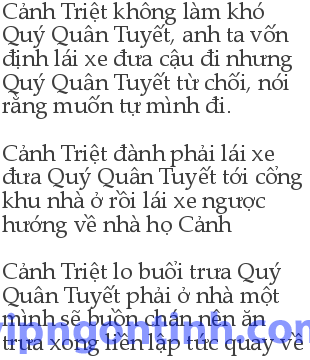 Cảnh Triệt không làm khó
Quý Quân Tuyết, anh ta vốn
định lái xe đưa cậu đi nhưng
Quý Quân Tuyết từ chối, nói
rằng muốn tự mình đi.
Cảnh Triệt đành phải lái xe
đưa Quý Quân Tuyết tới cổng
khu nhà ở rồi lái xe ngược
hướng về nhà họ Cảnh
Cảnh Triệt lo buổi trưa Quý
Quân Tuyết phải ở nhà một
mình sẽ buồn chán nên ăn
trưa xong liền lập tức quay về
vipngontinh.com